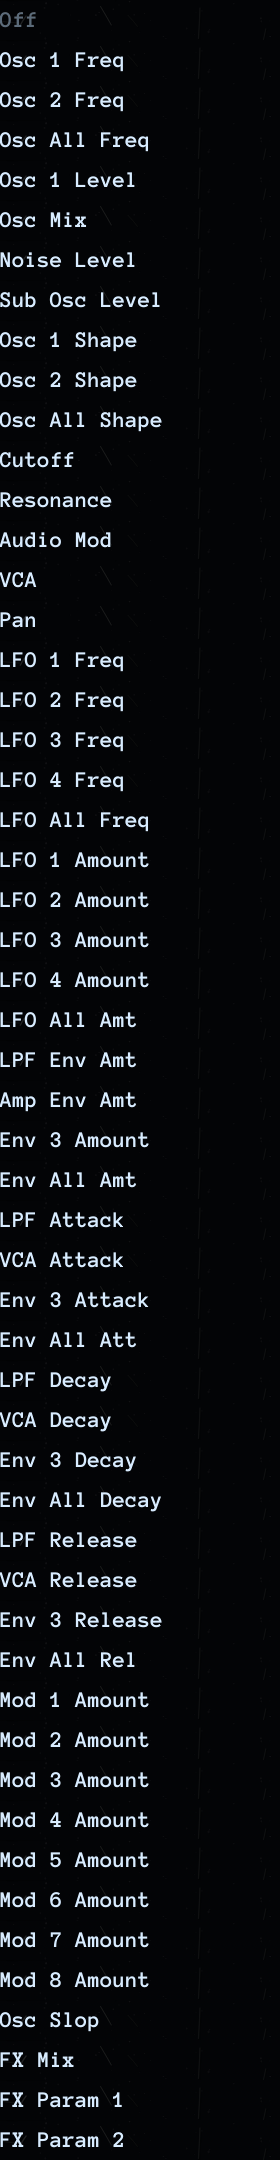 Off
Osc 1 Freq
Osc 2 Freq
Osc All Freq
Osc 1 Level
Osc Mix
Noise Level
Sub Osc Level
Osc 1 Shape
Osc 2 Shape
Osc All Shape
Cutoff
Resonance
Audio Mod
VCA
Pan
LFO 1 Freq
LFO 2 Freq
LFO 3 Freq
LFO 4 Freq
LFO All Freq
LFO 1 Amount
LFO 2 Amount
LFO 3 Amount
LFO 4 Amount
LFO All Amt
LPF Env Amt
Amp Env Amt
Env 3 Amount
Env All Amt
LPF Attack
VCA Attack
Env 3 Attack
Env All Att
LPF Decay
VCA Decay
Env 3 Decay
Env All Decay
LPF Release
VCA Release
Env 3 Release
Env All Rel
Mod 1 Amount
Mod 2 Amount
Mod 3 Amount
Mod 4 Amount
Mod 5 Amount
Mod 6 Amount
Mod 7 Amount
Mod 8 Amount
Osc Slop
FX Mix
FX Param 1
FX Param 2